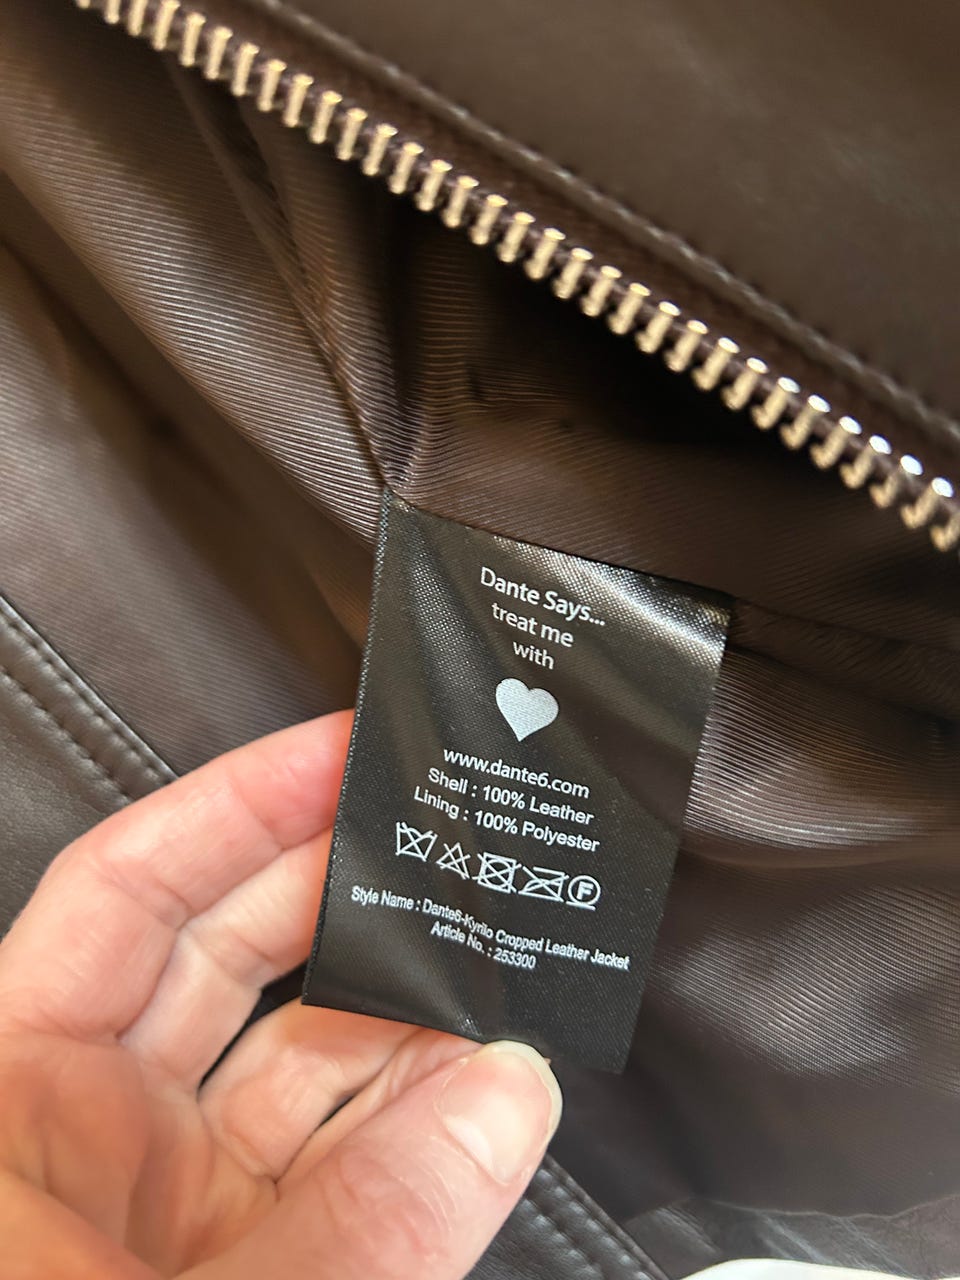 Dante Says...
treat me
with
www.dante6.com
Shell : 100% Leather
Lining : 100% Polyester
F
Style Name : Dante6-Kyrilo Cropped Leather Jacket
Article No. : 253300